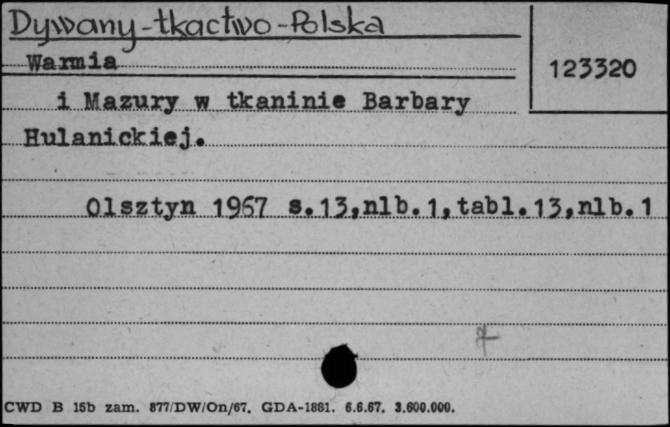 Dywany-tkactwo-Polska
Warmia
123320
i Mazury w tkaninie Barbary
Hulanickiej.
Olsztyn 1967 s.13,nlb.1,tabl.13,nlb.1
CWD B 15b zam. 877/DW/On/67. GDA-1881. 6.6.67. 3.600.000.